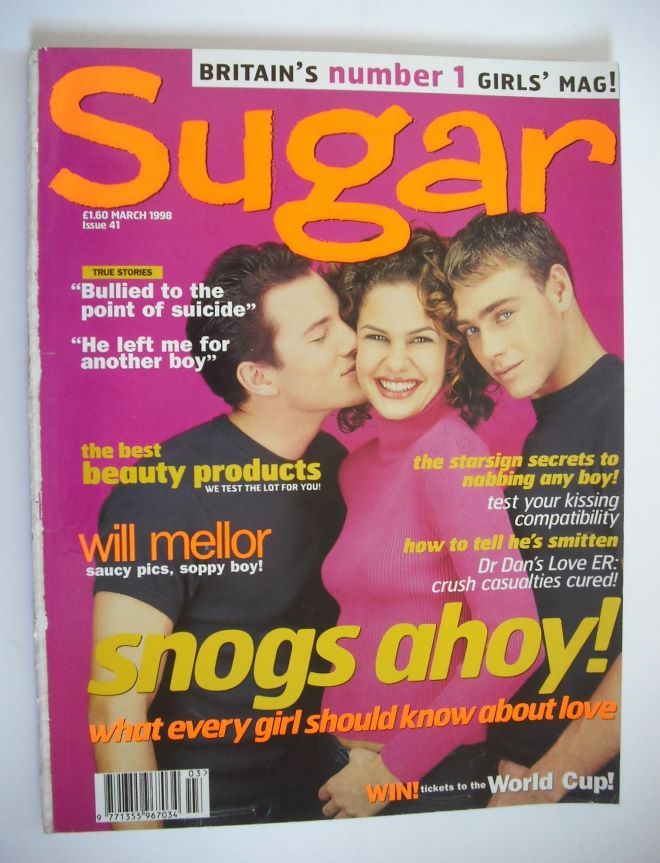 BRITAIN'S number 1 GIRLS' MAG!
Sugar
£1.60 MARCH 1998
Issue 41
TRUE STORIES
“Bullied to the
point of suicide”
“He left me for
another boy”
the best
beauty products
WE TEST THE LOT FOR YOU!
will mellor
saucy pics, soppy boy!
the starsign secrets to
nabbing any boy!
test your kissing
compatibility
how to tell he's smitten
Dr Dan's Love ER:
crush casualties cured!
snogs ahoy!
what every girl should know about love
WIN! tickets to the World Cup!
03>
9 771355 967034